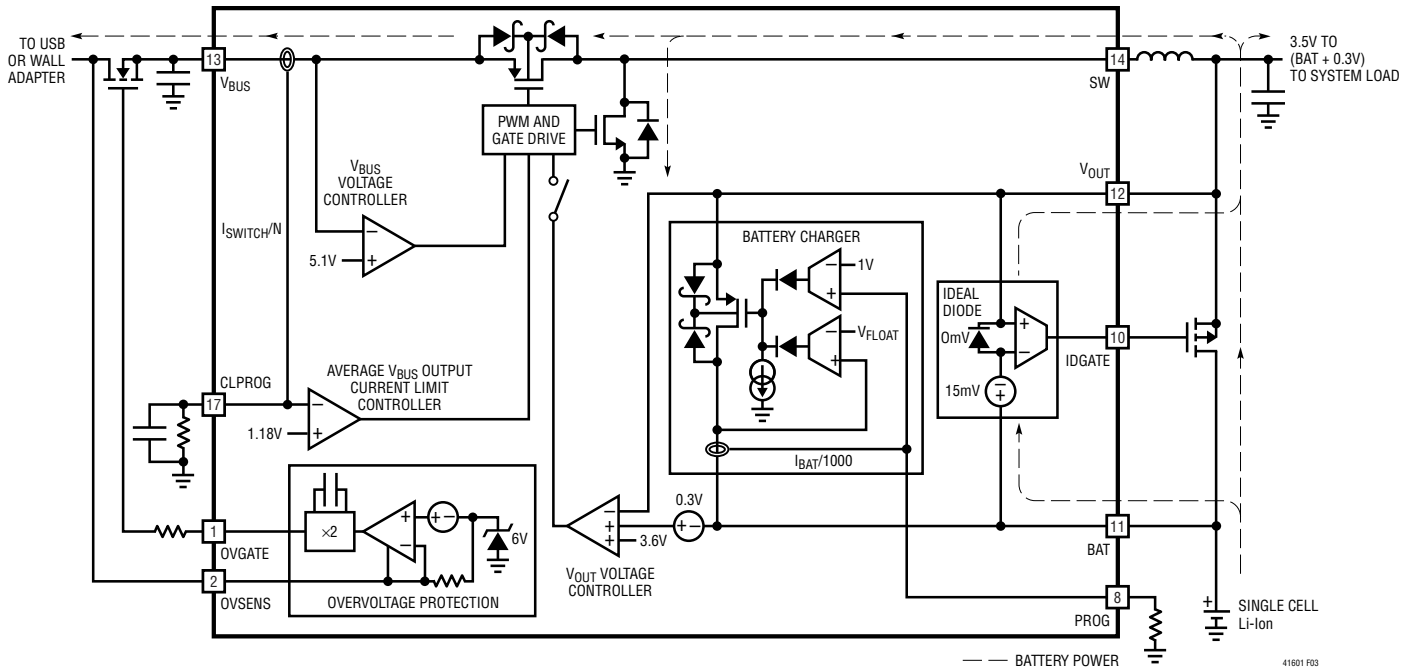 TO USB
OR WALL
ADAPTER
13
VBUS
14
SW
3.5V TO
(BAT + 0.3V)
TO SYSTEM LOAD
PWM AND
GATE DRIVE
VBUS
VOLTAGE
CONTROLLER
–
+
5.1V
ISWITCH/N
VOUT
12
BATTERY CHARGER
–
1V
+
–
VFLOAT
+
IDEAL
DIODE
0mV
+
–
15mV
–
+
10
IDGATE
CLPROG
17
AVERAGE VBUS OUTPUT
CURRENT LIMIT
CONTROLLER
–
+
1.18V
IBAT/1000
0.3V
+ –
–
+
+
3.6V
VOUT VOLTAGE
CONTROLLER
11
BAT
1
OVGATE
×2
+
–
+ –
6V
2
OVSENS
OVERVOLTAGE PROTECTION
8
PROG
+
SINGLE CELL
Li-Ion
BATTERY POWER
41601 F03